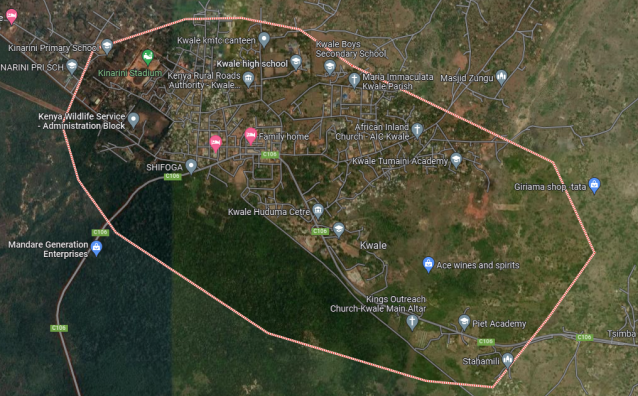 Kinarini Primary School
Kwale kmtc canteen
Kwale Boys
Secondary School
NARINI PRI SCH
Kinarini Stadium
Kwale high school
Kenya Rural Roads
Authority - Kwale...
Maria Immaculata
Kwale Parish
Masjid Zungu
Kenya Wildlife Service
- Administration Block
Family home
African Inland
Church - AIC Kwale
SHIFOGA
C106
C106
Kwale Tumaini Academy
Giriama shop -tata
Kwale Huduma Cetre
C106
C106
Mandare Generation
Enterprises
Kwale
Ace wines and spirits
Kings Outreach
Church-Kwale Main Altar
Piet Academy
C106
C106
C106
Tsimba
Stahamili